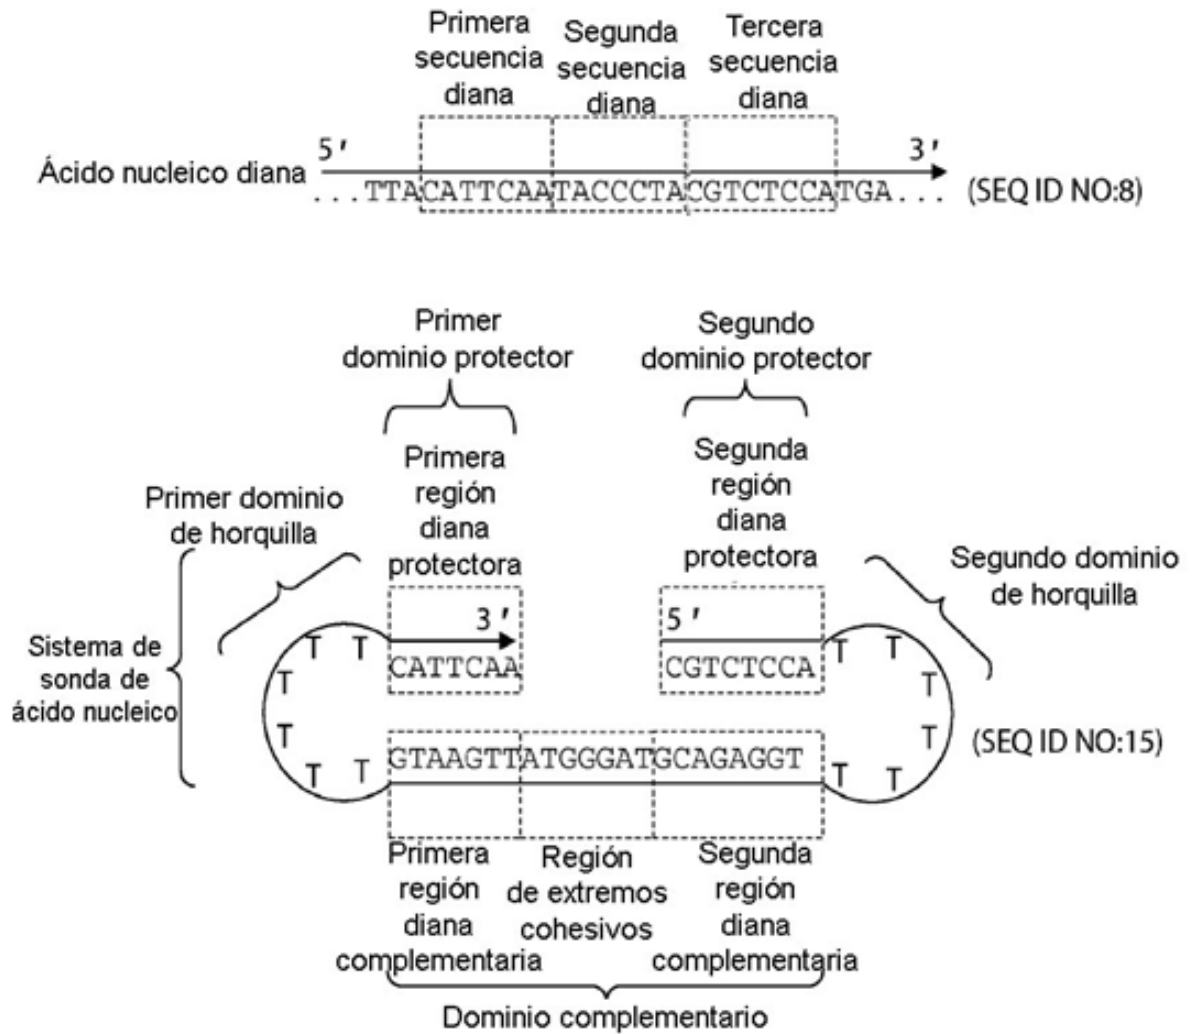 Primera
secuencia
diana
Segunda
secuencia
diana
Tercera
secuencia
diana
5'
3'
Ácido nucleico diana
...TTACATTCAATACCCTACGTCTCCATGA...
(SEQ ID NO:8)
Primer
dominio protector
Segundo
dominio protector
Primera
región
diana
protectora
Segunda
región
diana
protectora
Primer dominio
de horquilla
Segundo dominio
de horquilla
Sistema de
sonda de
ácido nucleico
3'
5'
T T
CATTCAA
CGTCTCCA
T T
T
T
T
T
T T
GTAAGTTATGGGATGCAGAGGT
T T
(SEQ ID NO:15)
Primera
región
diana
complementaria
Región
de extremos
cohesivos
Segunda
región
diana
complementaria
Dominio complementario